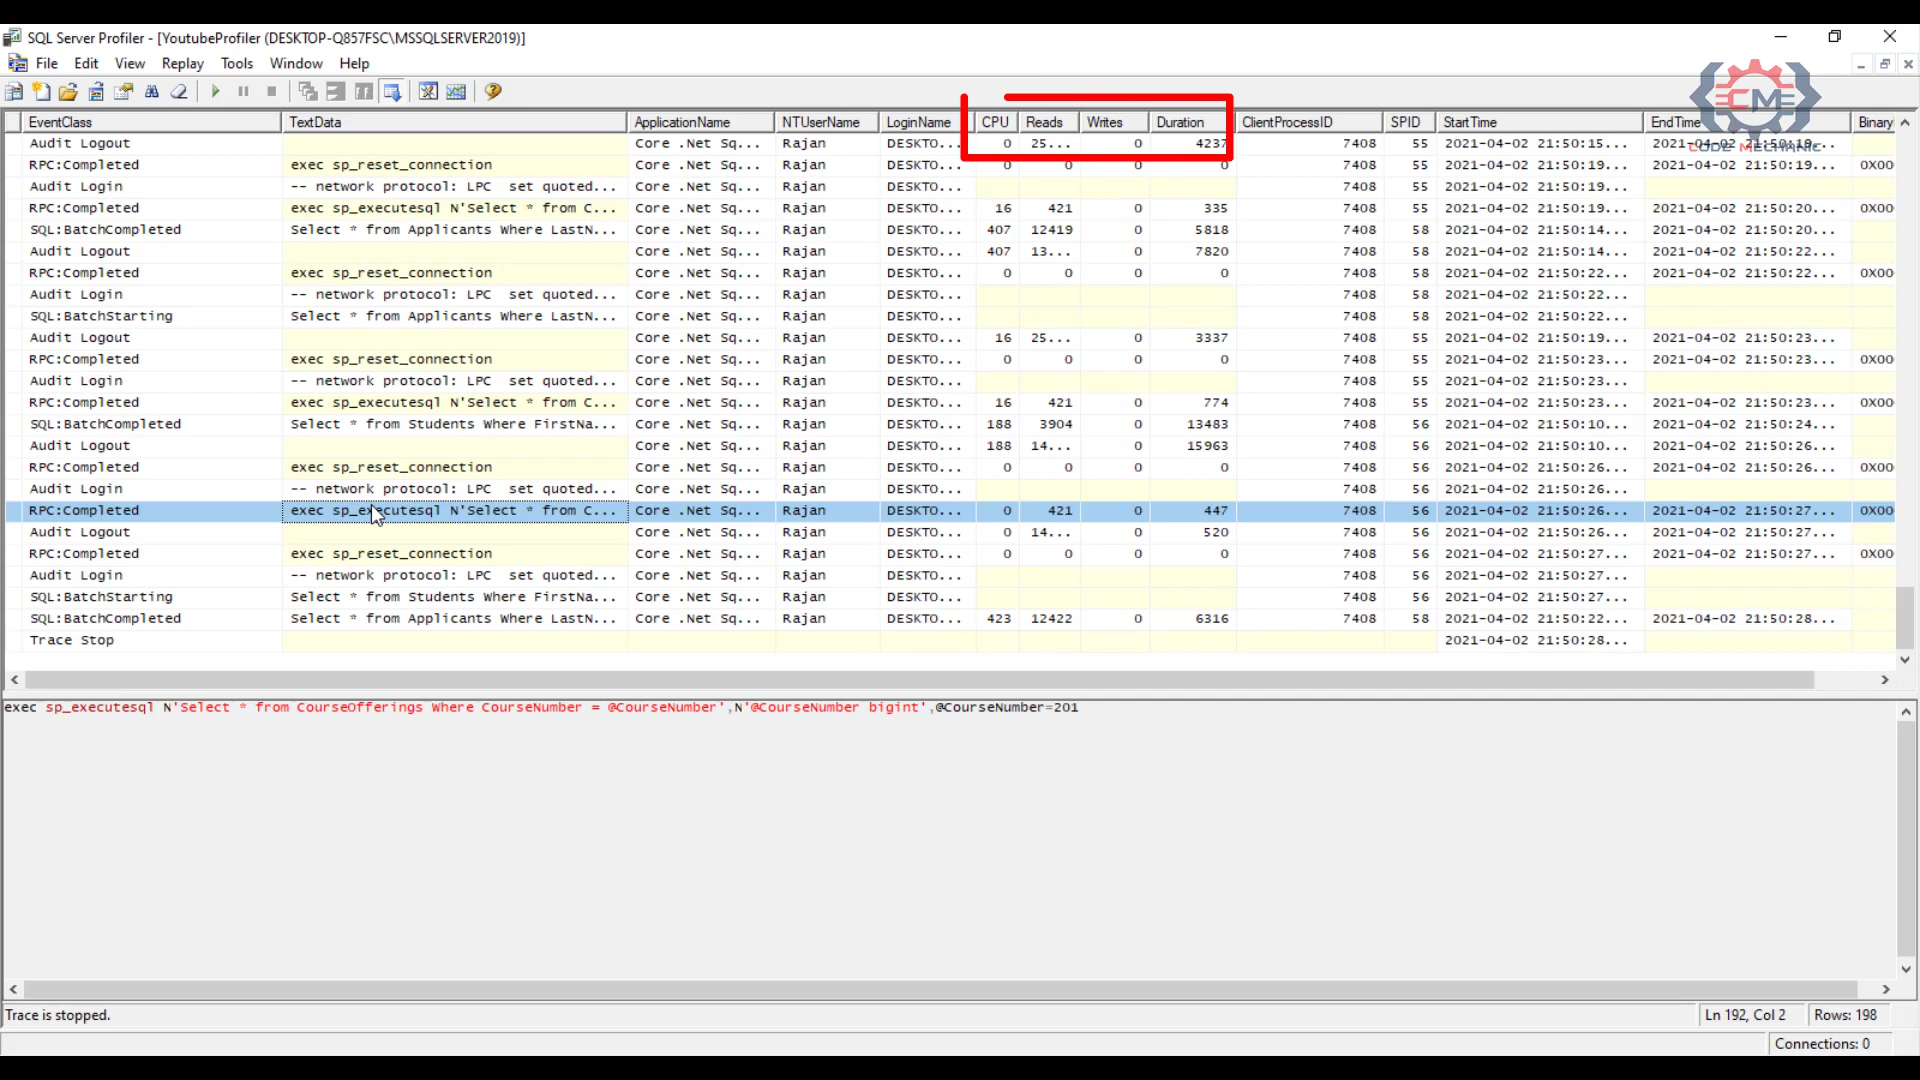 SQL Server Profiler - [YoutubeProfiler (DESKTOP-Q857FSC\MSSQLSERVER2019)]
File Edit View Replay Tools Window Help
EventClass TextData ApplicationName NTUserName LoginName CPU Reads Writes Duration ClientProcessID SPID StartTime EndTime Binary
Audit Logout Core .Net Sq... Rajan DESKTO... 0 25... 0 4237 7408 55 2021-04-02 21:50:15... 2021-04-02 21:50:19...
CODE MECHANIC
RPC:Completed exec sp_reset_connection Core .Net Sq... Rajan DESKTO... 0 0 0 0 7408 55 2021-04-02 21:50:19... 2021-04-02 21:50:19... 0X00
Audit Login -- network protocol: LPC set quoted... Core .Net Sq... Rajan DESKTO... 7408 55 2021-04-02 21:50:19...
RPC:Completed exec sp_executesql N'Select * from C... Core .Net Sq... Rajan DESKTO... 16 421 0 335 7408 55 2021-04-02 21:50:19... 2021-04-02 21:50:20... 0X00
SQL:BatchCompleted Select * from Applicants Where LastN... Core .Net Sq... Rajan DESKTO... 407 12419 0 5818 7408 58 2021-04-02 21:50:14... 2021-04-02 21:50:20...
Audit Logout Core .Net Sq... Rajan DESKTO... 407 13... 0 7820 7408 58 2021-04-02 21:50:14... 2021-04-02 21:50:22...
RPC:Completed exec sp_reset_connection Core .Net Sq... Rajan DESKTO... 0 0 0 0 7408 58 2021-04-02 21:50:22... 2021-04-02 21:50:22... 0X00
Audit Login -- network protocol: LPC set quoted... Core .Net Sq... Rajan DESKTO... 7408 58 2021-04-02 21:50:22...
SQL:BatchStarting Select * from Applicants Where LastN... Core .Net Sq... Rajan DESKTO... 7408 58 2021-04-02 21:50:22...
Audit Logout Core .Net Sq... Rajan DESKTO... 16 25... 0 3337 7408 55 2021-04-02 21:50:19... 2021-04-02 21:50:23...
RPC:Completed exec sp_reset_connection Core .Net Sq... Rajan DESKTO... 0 0 0 0 7408 55 2021-04-02 21:50:23... 2021-04-02 21:50:23... 0X00
Audit Login -- network protocol: LPC set quoted... Core .Net Sq... Rajan DESKTO... 7408 55 2021-04-02 21:50:23...
RPC:Completed exec sp_executesql N'Select * from C... Core .Net Sq... Rajan DESKTO... 16 421 0 774 7408 55 2021-04-02 21:50:23... 2021-04-02 21:50:23... 0X00
SQL:BatchCompleted Select * from Students Where FirstNa... Core .Net Sq... Rajan DESKTO... 188 3904 0 13483 7408 56 2021-04-02 21:50:10... 2021-04-02 21:50:24...
Audit Logout Core .Net Sq... Rajan DESKTO... 188 14... 0 15963 7408 56 2021-04-02 21:50:10... 2021-04-02 21:50:26...
RPC:Completed exec sp_reset_connection Core .Net Sq... Rajan DESKTO... 0 0 0 0 7408 56 2021-04-02 21:50:26... 2021-04-02 21:50:26... 0X00
Audit Login -- network protocol: LPC set quoted... Core .Net Sq... Rajan DESKTO... 7408 56 2021-04-02 21:50:26...
RPC:Completed exec sp_executesql N'Select * from C... Core .Net Sq... Rajan DESKTO... 0 421 0 447 7408 56 2021-04-02 21:50:26... 2021-04-02 21:50:27... 0X00
Audit Logout Core .Net Sq... Rajan DESKTO... 0 14... 0 520 7408 56 2021-04-02 21:50:26... 2021-04-02 21:50:27...
RPC:Completed exec sp_reset_connection Core .Net Sq... Rajan DESKTO... 0 0 0 0 7408 56 2021-04-02 21:50:27... 2021-04-02 21:50:27... 0X00
Audit Login -- network protocol: LPC set quoted... Core .Net Sq... Rajan DESKTO... 7408 56 2021-04-02 21:50:27...
SQL:BatchStarting Select * from Students Where FirstNa... Core .Net Sq... Rajan DESKTO... 7408 56 2021-04-02 21:50:27...
SQL:BatchCompleted Select * from Applicants Where LastN... Core .Net Sq... Rajan DESKTO... 423 12422 0 6316 7408 58 2021-04-02 21:50:22... 2021-04-02 21:50:28...
Trace Stop 2021-04-02 21:50:28...
exec sp_executesql N'Select * from CourseOfferings Where CourseNumber = @CourseNumber',N'@CourseNumber bigint',@CourseNumber=201
Trace is stopped. Ln 192, Col 2 Rows: 198
Connections: 0